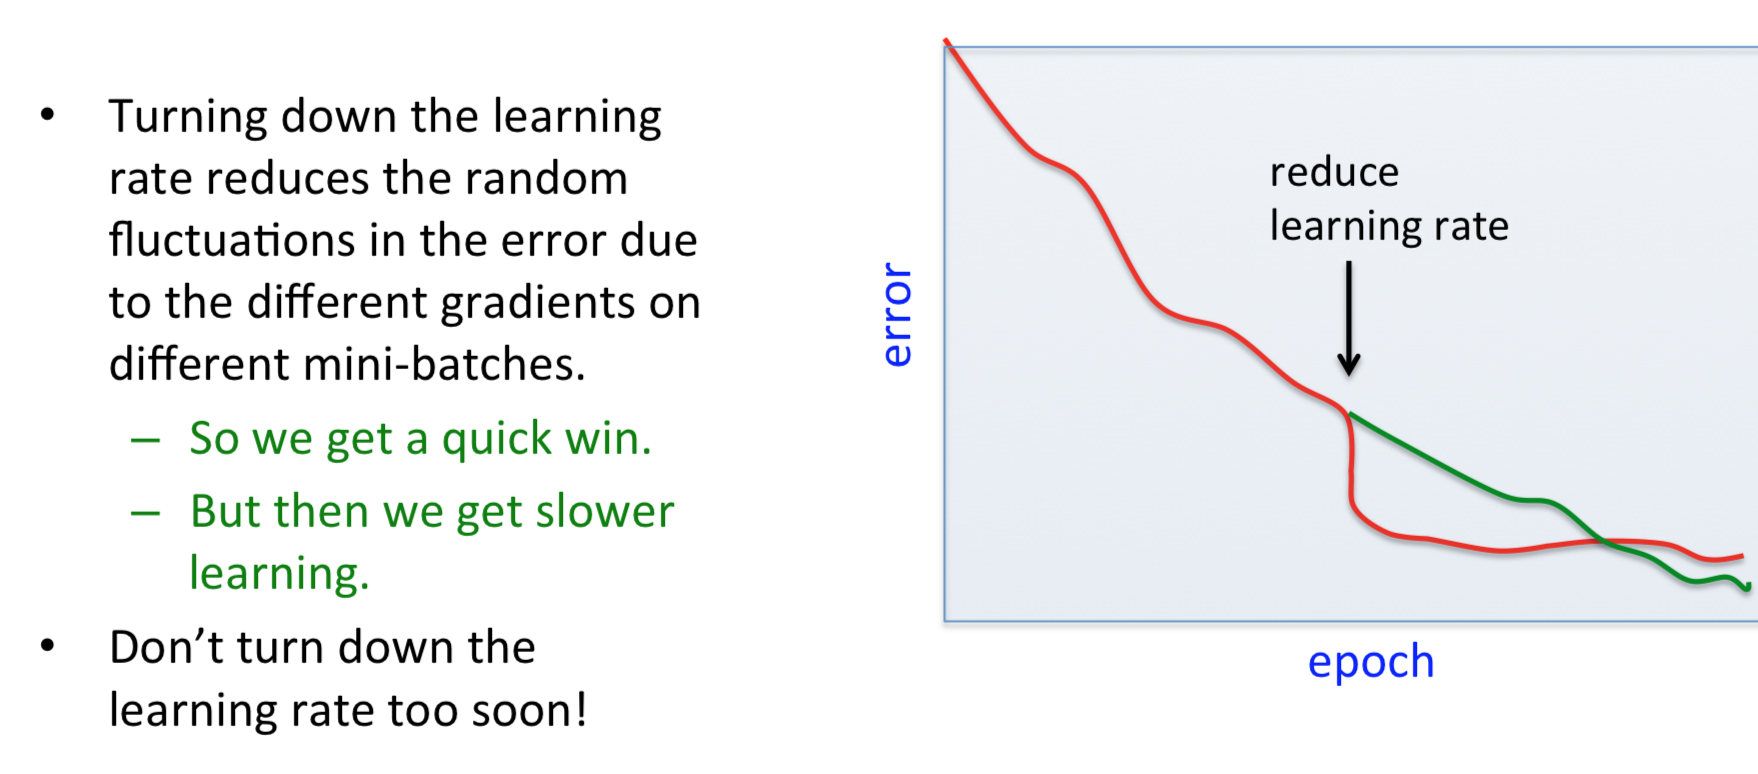 • Turning down the learning
rate reduces the random
fluctuations in the error due
to the different gradients on
different mini-batches.
– So we get a quick win.
– But then we get slower
learning.
• Don’t turn down the
learning rate too soon!
error
reduce
learning rate
epoch